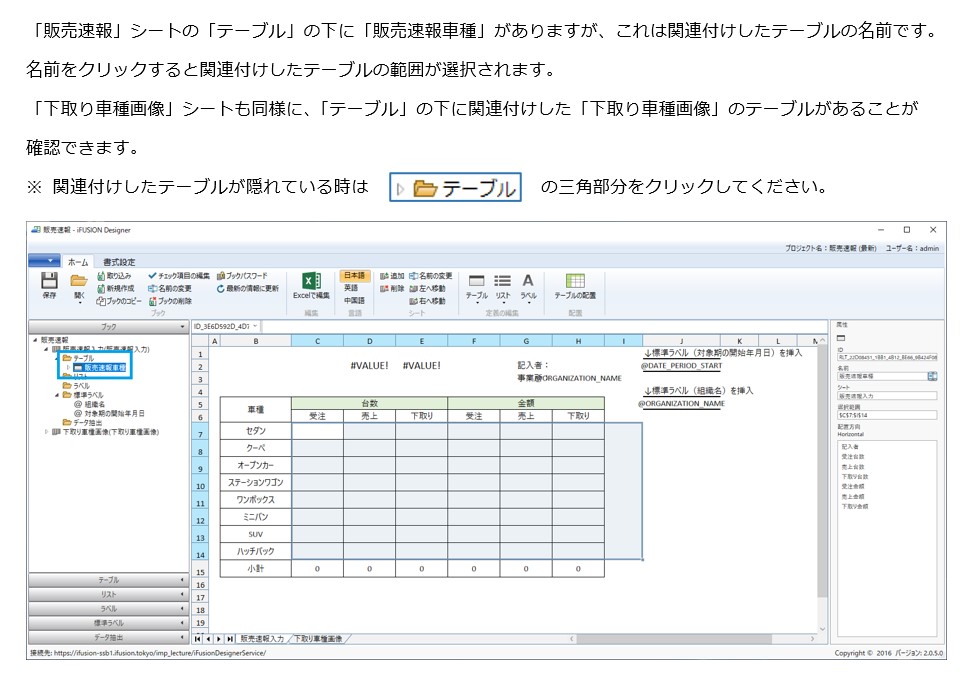 「販売速報」シートの「テーブル」の下に「販売速報車種」がありますが、これは関連付けしたテーブルの名前です。
名前をクリックすると関連付けしたテーブルの範囲が選択されます。
「下取り車種画像」シートも同様に、「テーブル」の下に関連付けした「下取り車種画像」のテーブルがあることが
確認できます。
※ 関連付けしたテーブルが隠れている時は テーブル の三角部分をクリックしてください。
販売速報 - iFUSION Designer
プロジェクト名 : 販売速報 (最新) ユーザー名 : admin
ホーム 書式設定
保存 開く 取り込み 新規作成 ブックのコピー チェック項目の編集 名前の変更 ブックの削除 ブックパスワード 最新の情報に更新
Excelで編集 日本語 英語 中国語 追加 削除 名前の変更 左へ移動 右へ移動 テーブル リスト ラベル テーブルの配置
ブック 編集 言語 シート 定義の編集 配置
ブック
販売速報
販売速報入力(販売速報入力)
テーブル
販売速報車種
リスト
ラベル
標準ラベル
@ 組織名
@ 対象期の開始年月日
データ抽出
下取り車種画像(下取り車種画像)
テーブル
リスト
ラベル
標準ラベル
データ抽出
ID_3E6D592D_4D
A B C D E F G H I J K L M
1 ↓標準ラベル（対象期の開始年月日）を挿入
2 #VALUE! #VALUE! 記入者： @DATE_PERIOD_START
3 事業所@ORGANIZATION_NAME
4 ↓標準ラベル（組織名）を挿入
5 車種 台数 金額 @ORGANIZATION_NAME
6 受注 売上 下取り 受注 売上 下取り
7 セダン
8 クーペ
9 オープンカー
10 ステーションワゴン
11 ワンボックス
12 ミニバン
13 SUV
14 ハッチバック
15 小計 0 0 0 0 0 0
16
17
18
19
販売速報入力 下取り車種画像
属性
ID
名前
販売速報車種
シート
販売速報入力
選択範囲
$C$7:$I$14
配置方向
Horizontal
記入者
受注台数
売上台数
下取り台数
受注金額
売上金額
下取り金額
接続先: https://ifusion-ssb1.ifusion.tokyo/imp_lecture/iFusionDesignerService/
Copyright © 2016 バージョン: 2.0.5.0